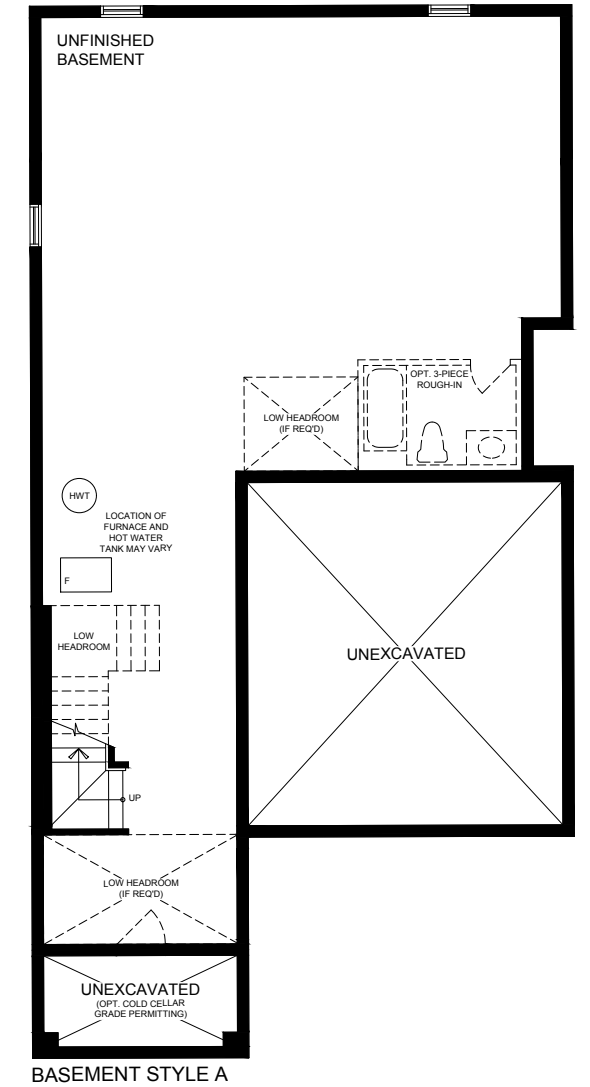 UNFINISHED
BASEMENT
OPT. 3-PIECE
ROUGH-IN
LOW HEADROOM
(IF REQ'D)
HWT
LOCATION OF
FURNACE AND
HOT WATER
TANK MAY VARY
F
LOW
HEADROOM
UNEXCAVATED
UP
LOW HEADROOM
(IF REQ'D)
UNEXCAVATED
(OPT. COLD CELLAR
GRADE PERMITTING)
BASEMENT STYLE A